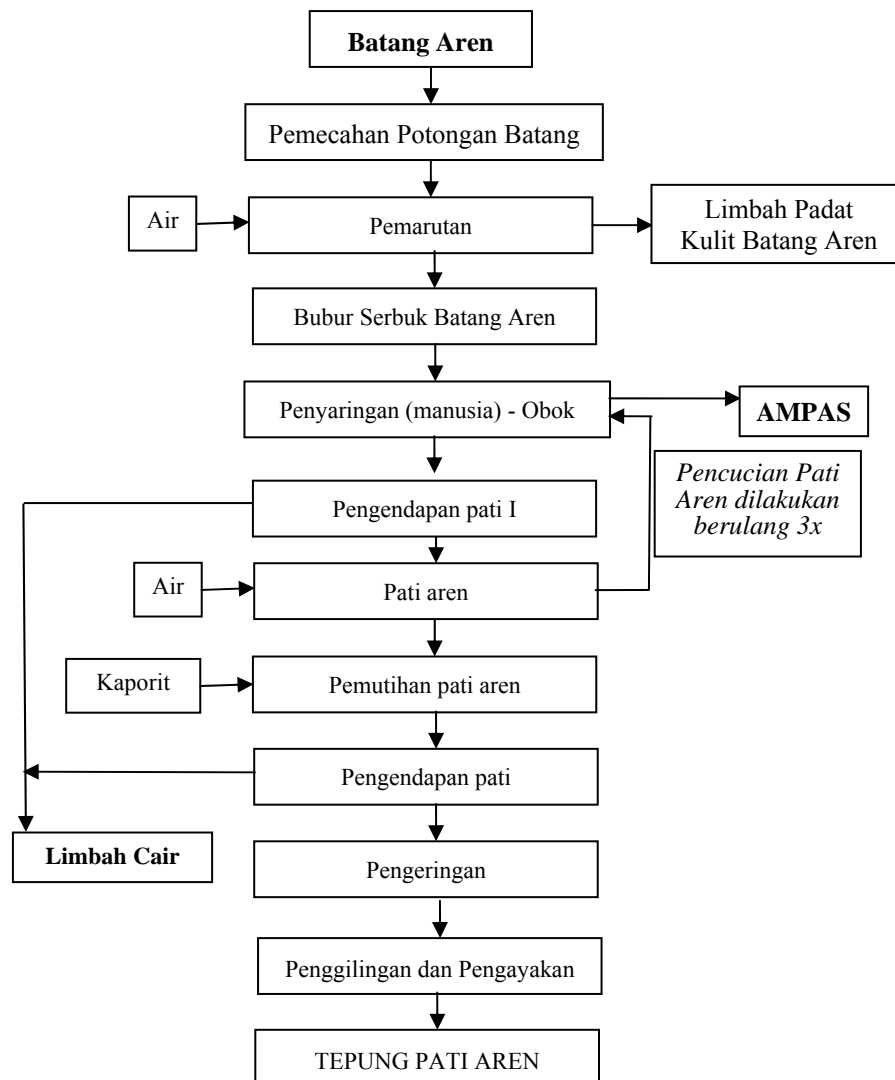 Batang Aren
Pemecahan Potongan Batang
Air
Pemarutan
Limbah Padat
Kulit Batang Aren
Bubur Serbuk Batang Aren
Penyaringan (manusia) - Obok
AMPAS
Pencucian Pati
Aren dilakukan
berulang 3x
Pengendapan pati I
Air
Pati aren
Kaporit
Pemutihan pati aren
Pengendapan pati
Limbah Cair
Pengeringan
Penggilingan dan Pengayakan
TEPUNG PATI AREN